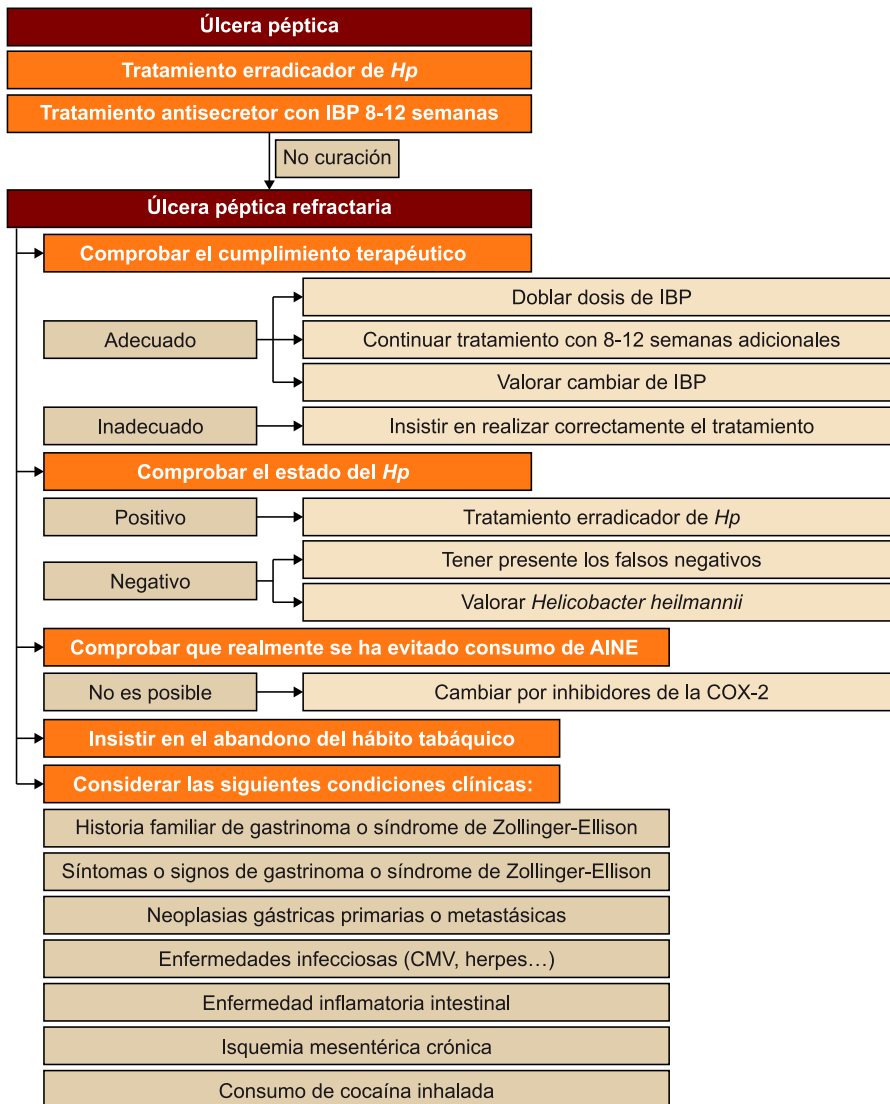 Úlcera péptica
Tratamiento erradicador de Hp
Tratamiento antisecretor con IBP 8-12 semanas
No curación
Úlcera péptica refractaria
Comprobar el cumplimiento terapéutico
Adecuado
Doblar dosis de IBP
Continuar tratamiento con 8-12 semanas adicionales
Valorar cambiar de IBP
Inadecuado
Insistir en realizar correctamente el tratamiento
Comprobar el estado del Hp
Positivo
Tratamiento erradicador de Hp
Negativo
Tener presente los falsos negativos
Valorar Helicobacter heilmannii
Comprobar que realmente se ha evitado consumo de AINE
No es posible
Cambiar por inhibidores de la COX-2
Insistir en el abandono del hábito tabáquico
Considerar las siguientes condiciones clínicas:
Historia familiar de gastrinoma o síndrome de Zollinger-Ellison
Síntomas o signos de gastrinoma o síndrome de Zollinger-Ellison
Neoplasias gástricas primarias o metastásicas
Enfermedades infecciosas (CMV, herpes…)
Enfermedad inflamatoria intestinal
Isquemia mesentérica crónica
Consumo de cocaína inhalada